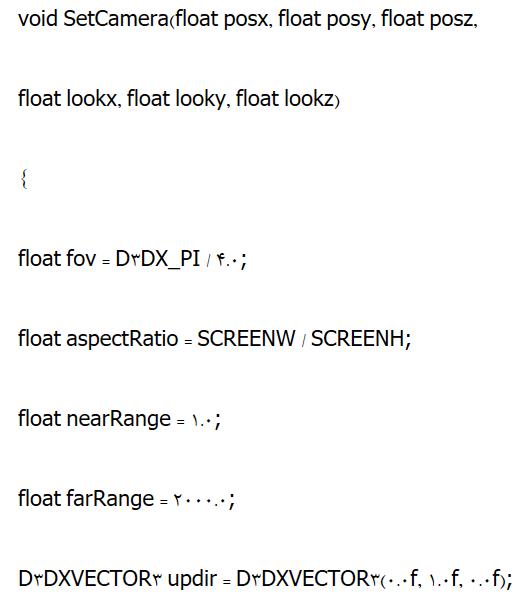 void SetCamera(float posx, float posy, float posz,
float lookx, float looky, float lookz)
{
float fov = D۳DX_PI / ۴.۰;
float aspectRatio = SCREENW / SCREENH;
float nearRange = ۱.۰;
float farRange = ۲۰۰۰.۰;
D۳DXVECTOR۳ updir = D۳DXVECTOR۳(۰.۰f, ۱.۰f, ۰.۰f);